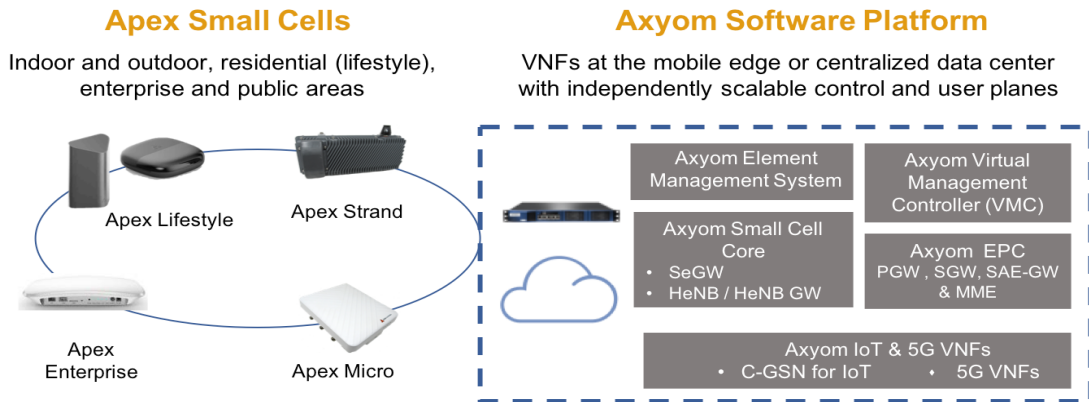 Apex Small Cells
Indoor and outdoor, residential (lifestyle),
enterprise and public areas
Apex Lifestyle
Apex Strand
Apex
Enterprise
Apex Micro
Axyom Software Platform
VNFs at the mobile edge or centralized data center
with independently scalable control and user planes
Axyom Element
Management System
Axyom Virtual
Management
Controller (VMC)
Axyom Small Cell
Core
• SeGW
• HeNB / HeNB GW
Axyom EPC
PGW , SGW, SAE-GW
& MME
Axyom IoT & 5G VNFs
• C-GSN for IoT ⬧ 5G VNFs